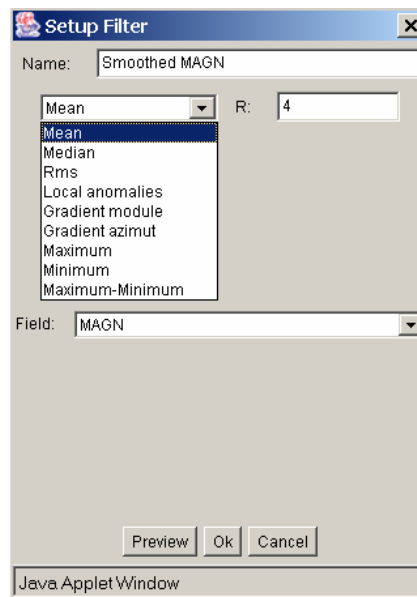 Setup Filter
Name: Smoothed MAGN
Mean R: 4
Mean
Median
Rms
Local anomalies
Gradient module
Gradient azimut
Maximum
Minimum
Maximum-Minimum
Field: MAGN
Preview Ok Cancel
Java Applet Window